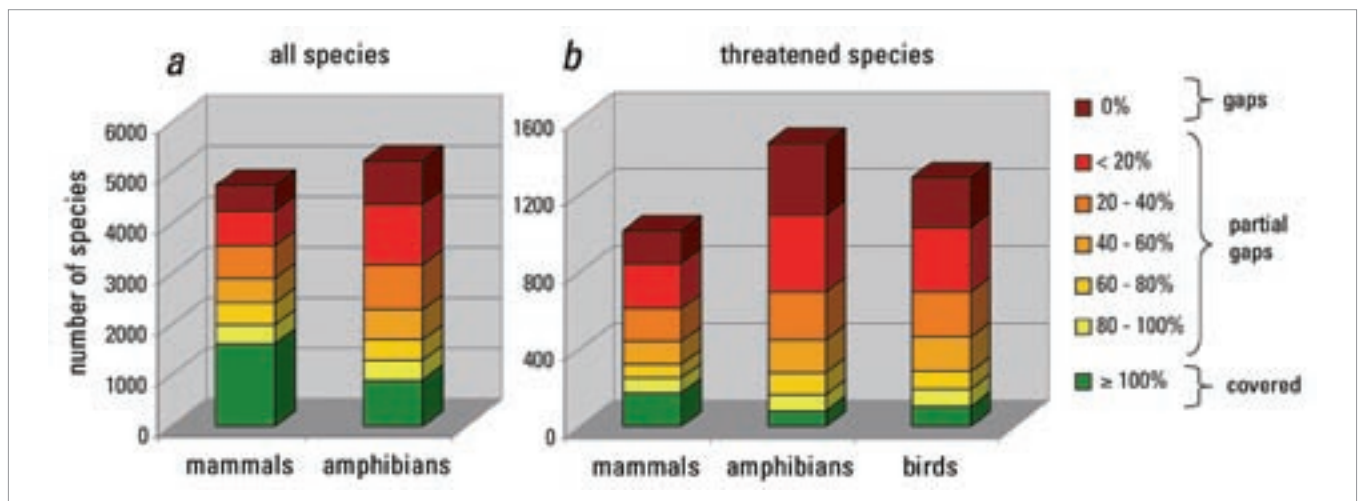 a all species
number of species
6000
5000
4000
3000
2000
1000
0
mammals amphibians
b threatened species
1600
1200
800
400
0
mammals amphibians birds
0% gaps
< 20%
20 - 40%
40 - 60%
60 - 80%
80 - 100%
partial
gaps
≥ 100% covered